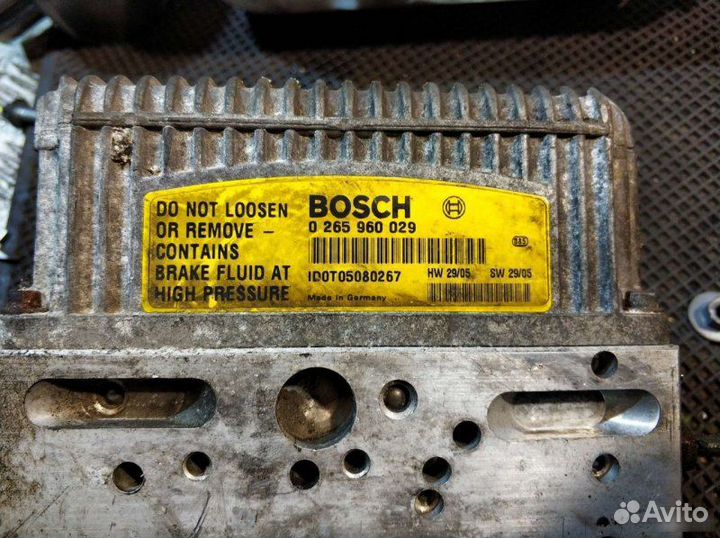 DO NOT LOOSEN
OR REMOVE –
CONTAINS
BRAKE FLUID AT
HIGH PRESSURE
BOSCH
0 265 960 029
ID0T05080267
HW 29/05 SW 29/05
Made in Germany
Avito